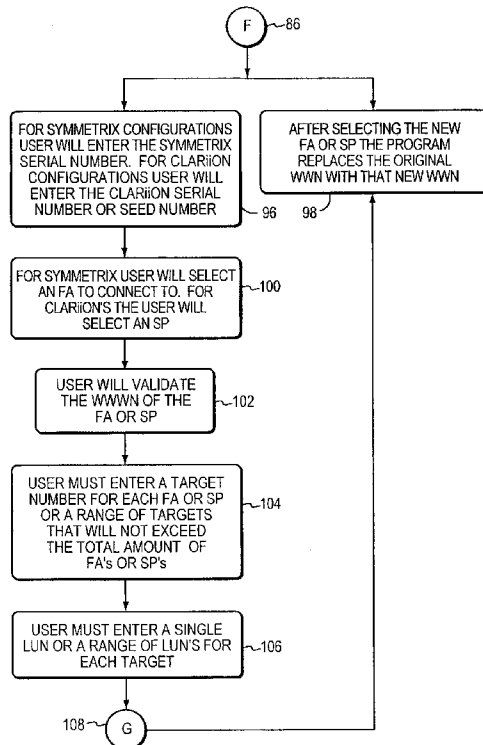 F
86
FOR SYMMETRIX CONFIGURATIONS
USER WILL ENTER THE SYMMETRIX
SERIAL NUMBER. FOR CLARiiON
CONFIGURATIONS USER WILL
ENTER THE CLARiiON SERIAL
NUMBER OR SEED NUMBER
96
AFTER SELECTING THE NEW
FA OR SP THE PROGRAM
REPLACES THE ORIGINAL
WWN WITH THAT NEW WWN
98
FOR SYMMETRIX USER WILL SELECT
AN FA TO CONNECT TO. FOR
CLARiiON'S THE USER WILL
SELECT AN SP
100
USER WILL VALIDATE
THE WWWN OF THE
FA OR SP
102
USER MUST ENTER A TARGET
NUMBER FOR EACH FA OR SP
OR A RANGE OF TARGETS
THAT WILL NOT EXCEED
THE TOTAL AMOUNT OF
FA's OR SP's
104
USER MUST ENTER A SINGLE
LUN OR A RANGE OF LUN'S FOR
EACH TARGET
106
108
G